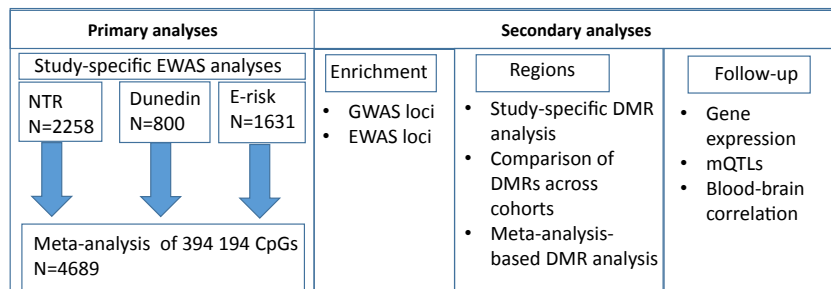 Primary analyses
Secondary analyses
Study-specific EWAS analyses
NTR
N=2258
Dunedin
N=800
E-risk
N=1631
Meta-analysis of 394 194 CpGs
N=4689
Enrichment
• GWAS loci
• EWAS loci
Regions
• Study-specific DMR
analysis
• Comparison of
DMRs across
cohorts
• Meta-analysis-
based DMR analysis
Follow-up
• Gene
expression
• mQTLs
• Blood-brain
correlation